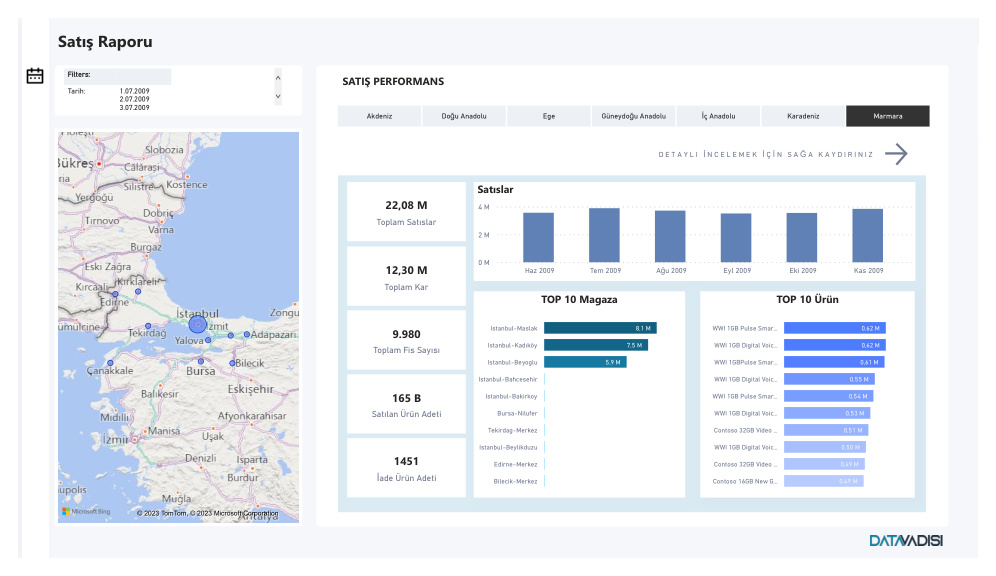 Satış Raporu
Filters:
Tarih:
1.07.2009
2.07.2009
3.07.2009
SATIŞ PERFORMANS
Akdeniz
Doğu Anadolu
Ege
Güneydoğu Anadolu
İç Anadolu
Karadeniz
Marmara
DETAYLI İNCELEMEK İÇİN SAĞA KAYDIRINIZ
22,08 M
Toplam Satıslar
12,30 M
Toplam Kar
9.980
Toplam Fis Sayısı
165 B
Satılan Ürün Adeti
1451
İade Ürün Adeti
Satıslar
4 M
2 M
0 M
Haz 2009
Tem 2009
Ağu 2009
Eyl 2009
Eki 2009
Kas 2009
TOP 10 Magaza
Istanbul-Maslak 8,1 M
Istanbul-Kadıköy 7,5 M
Istanbul-Beyoglu 5,9 M
Istanbul-Bahcesehir
Istanbul-Bakirkoy
Bursa-Nilufer
Tekirdag-Merkez
Istanbul-Beylikduzu
Edirne-Merkez
Bilecik-Merkez
TOP 10 Ürün
WWI 1GB Pulse Smar... 0,62 M
WWI 1GB Digital Voic... 0,62 M
WWI 1GBPulse Smar... 0,61 M
WWI 1GB Digital Voic... 0,55 M
WWI 1GB Pulse Smar... 0,54 M
WWI 1GB Digital Voic... 0,53 M
Contoso 32GB Video ... 0,51 M
WWI 1GB Digital Voic... 0,50 M
Contoso 32GB Video ... 0,49 M
Contoso 16GB New G... 0,49 M
Ploieşti
Slobozia
Bükreş
Călăraşi
Silistre
Köstence
Yergöğü
Dobriç
Tırnovo
Varna
Burgaz
Eski Zağra
Kırcaali
Kırklareli
Edirne
İstanbul
Zongu
umulcine
Tekirdağ
İzmit
Yalova
Adapazarı
Çanakkale
Bursa
Bilecik
Balıkesir
Eskişehir
Midilli
Afyonkarahisar
İzmir
Manisa
Uşak
Denizli
Isparta
Burdur
uupolis
Muğla
Antalya
Microsoft Bing
© 2023 TomTom, © 2023 Microsoft Corporation
DATAVADISI